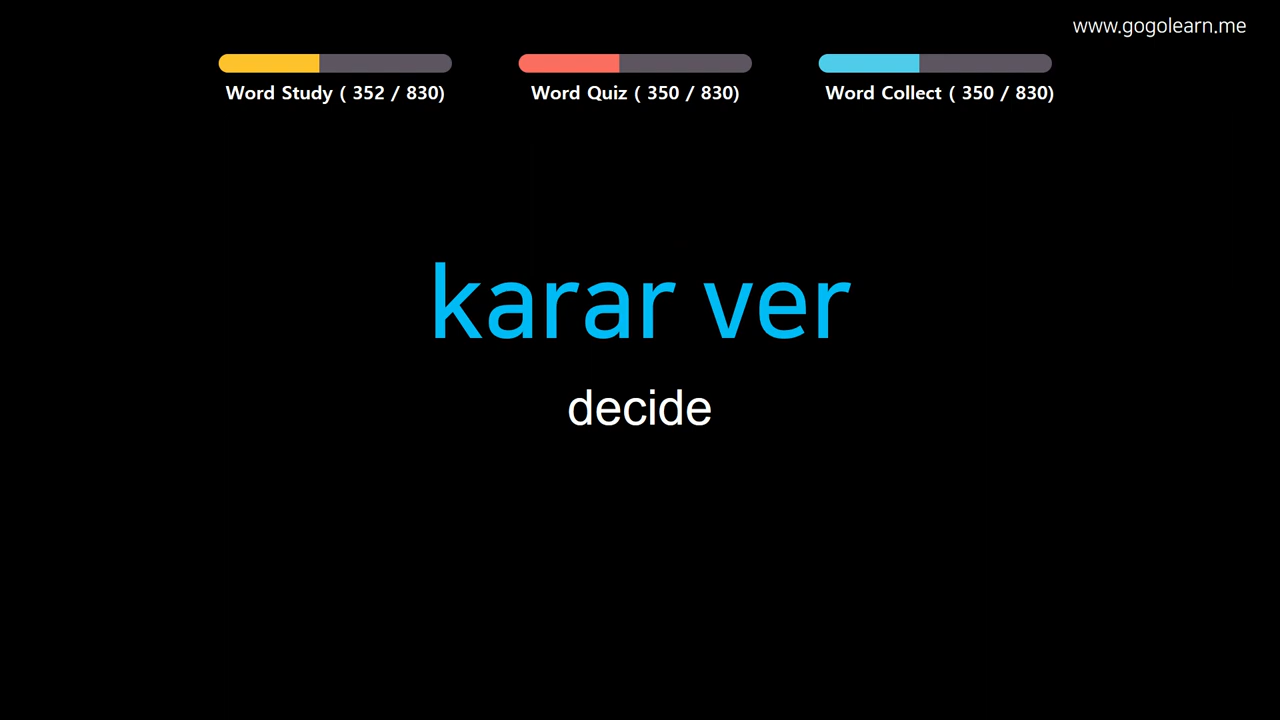 www.gogolearn.me
Word Study ( 352 / 830)
Word Quiz ( 350 / 830)
Word Collect ( 350 / 830)
karar ver
decide